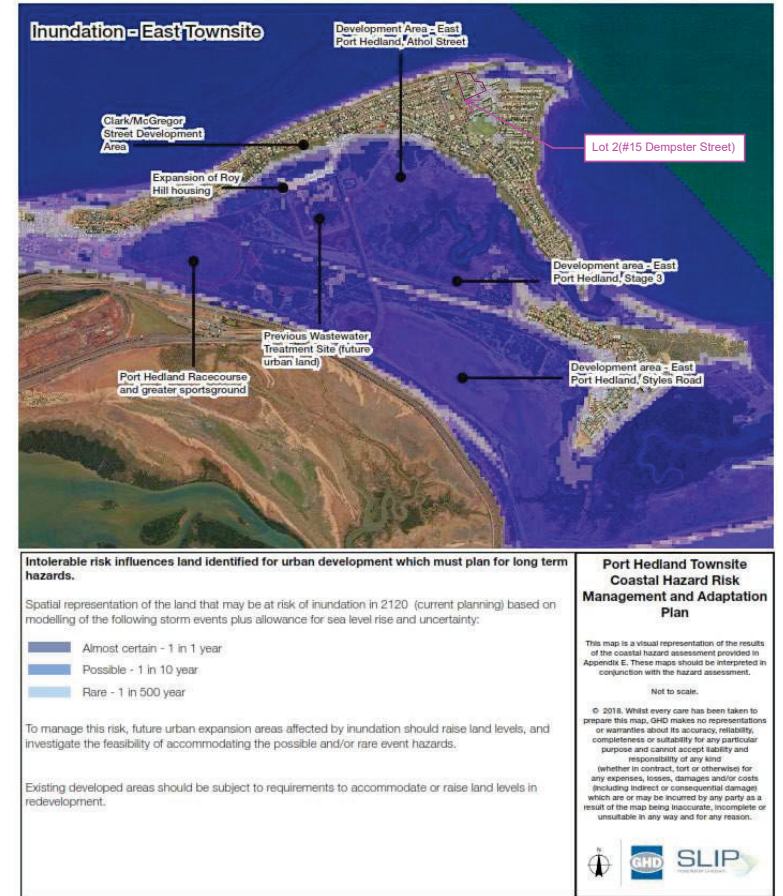 Inundation - East Townsite
Development Area - East
Port Hedland, Athol Street
Clark/McGregor
Street Development
Area
Lot 2(#15 Dempster Street)
Expansion of Roy
Hill housing
Development area - East
Port Hedland, Stage 3
Previous Wastewater
Treatment Site (future
urban land)
Port Hedland Racecourse
and greater sportsground
Development area - East
Port Hedland, Styles Road
Intolerable risk influences land identified for urban development which must plan for long term
hazards.
Spatial representation of the land that may be at risk of inundation in 2120 (current planning) based on
modelling of the following storm events plus allowance for sea level rise and uncertainty:
Almost certain - 1 in 1 year
Possible - 1 in 10 year
Rare - 1 in 500 year
To manage this risk, future urban expansion areas affected by inundation should raise land levels, and
investigate the feasibility of accommodating the possible and/or rare event hazards.
Existing developed areas should be subject to requirements to accommodate or raise land levels in
redevelopment.
Port Hedland Townsite
Coastal Hazard Risk
Management and Adaptation
Plan
This map is a visual representation of the results
of the coastal hazard assessment provided in
Appendix E. These maps should be interpreted in
conjunction with the hazard assessment.
Not to scale.
© 2018. Whilst every care has been taken to
prepare this map, GHD makes no representations
or warranties about its accuracy, reliability,
completeness or suitability for any particular
purpose and cannot accept liability and
responsibility of any kind
(whether in contract, tort or otherwise) for
any expenses, losses, damages and/or costs
(including indirect or consequential damage)
which are or may be incurred by any party as a
result of the map being inaccurate, incomplete or
unsuitable in any way and for any reason.
N
GHD
SLIP